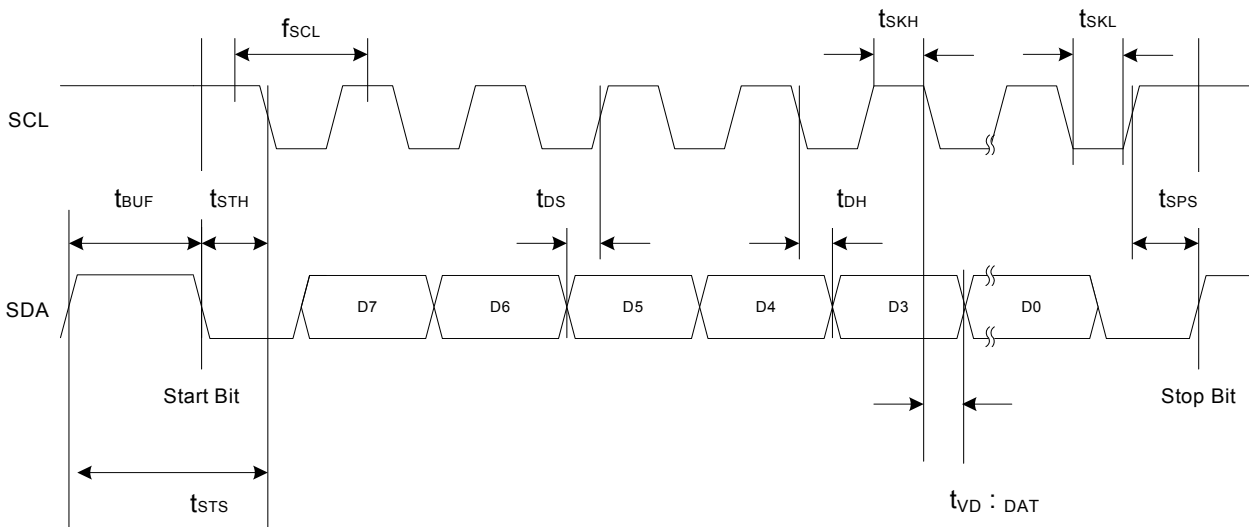 fSCL
tSKH
tSKL
SCL
tBUF
tSTH
tDS
tDH
tSPS
SDA
D7
D6
D5
D4
D3
D0
Start Bit
Stop Bit
tSTS
tVD : DAT